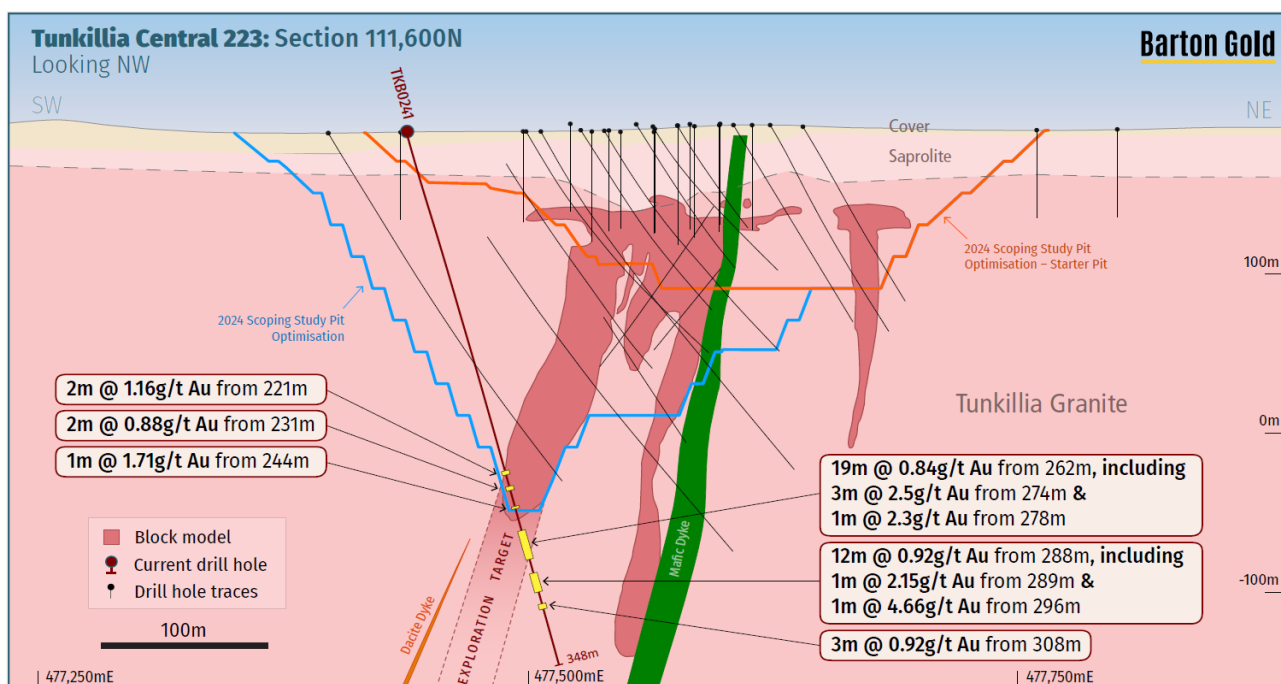 Tunkillia Central 223: Section 111,600N
Looking NW
Barton Gold
SW
NE
TKB0241
Cover
Saprolite
2024 Scoping Study Pit
Optimisation – Starter Pit
100m
2024 Scoping Study Pit
Optimisation
2m @ 1.16g/t Au from 221m
2m @ 0.88g/t Au from 231m
1m @ 1.71g/t Au from 244m
Tunkillia Granite
0m
19m @ 0.84g/t Au from 262m, including
3m @ 2.5g/t Au from 274m &
1m @ 2.3g/t Au from 278m
12m @ 0.92g/t Au from 288m, including
1m @ 2.15g/t Au from 289m &
1m @ 4.66g/t Au from 296m
3m @ 0.92g/t Au from 308m
-100m
Block model
Current drill hole
Drill hole traces
100m
Dacite Dyke
EXPLORATION TARGET
Mafic Dyke
348m
477,250mE
477,500mE
477,750mE